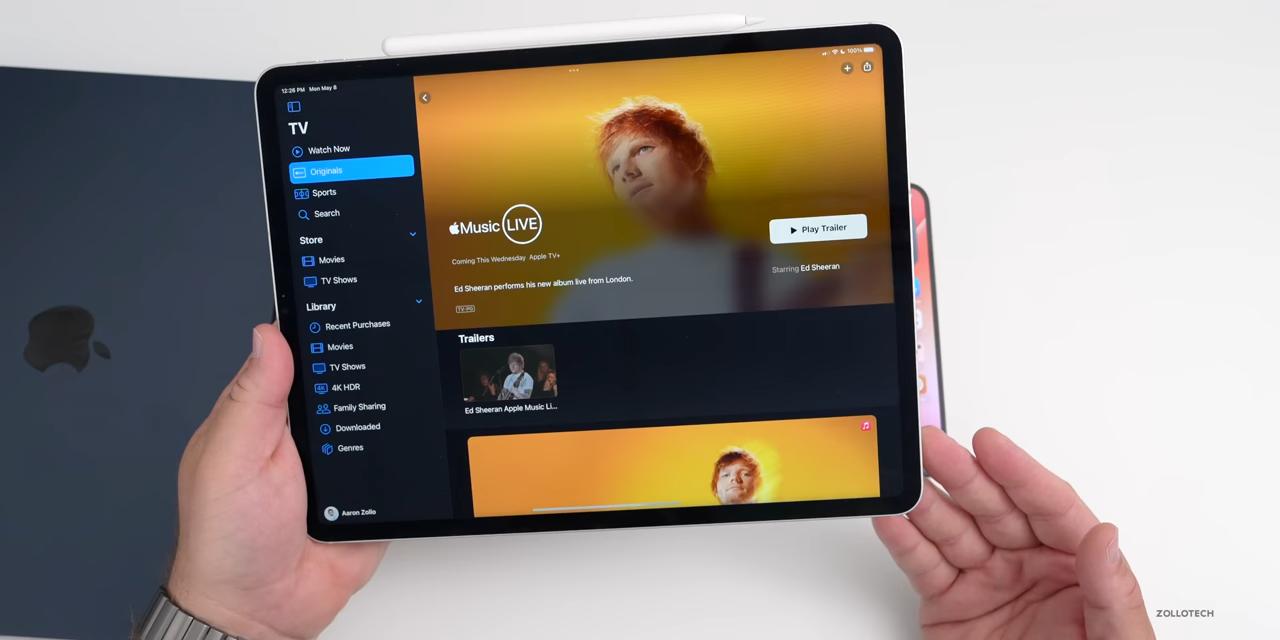 12:26 PM Mon May 8
100%
TV
Watch Now
Originals
Sports
Search
Store
Movies
TV Shows
Library
Recent Purchases
Movies
TV Shows
4K HDR
Family Sharing
Downloaded
Genres
Aaron Zollo
Music LIVE
Coming This Wednesday Apple TV+
Ed Sheeran performs his new album live from London.
TV-PG
Play Trailer
Starring Ed Sheeran
Trailers
Ed Sheeran Apple Music Li...
ZOLLOTECH